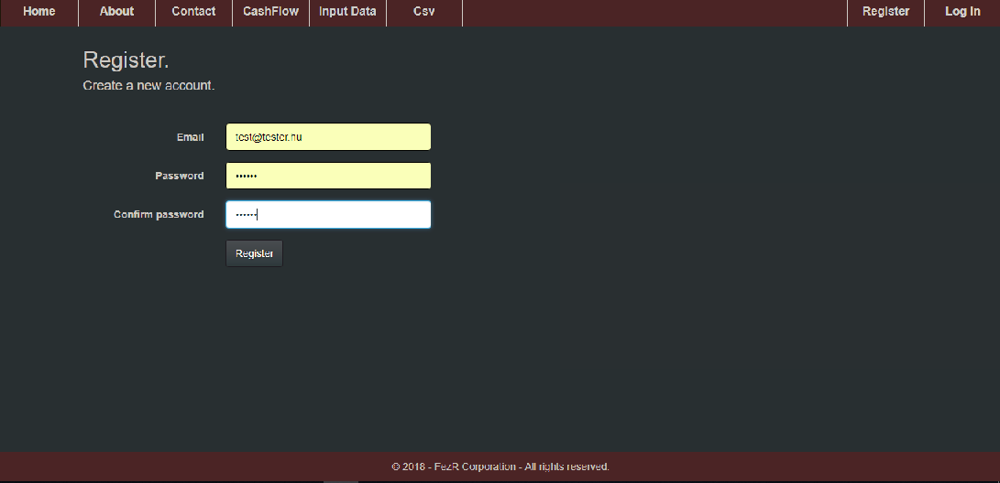 Home About Contact CashFlow Input Data Csv Register Log In
Register.
Create a new account.
Email test@tester.nu
Password ••••••
Confirm password ••••••
Register
© 2018 - FezR Corporation - All rights reserved.